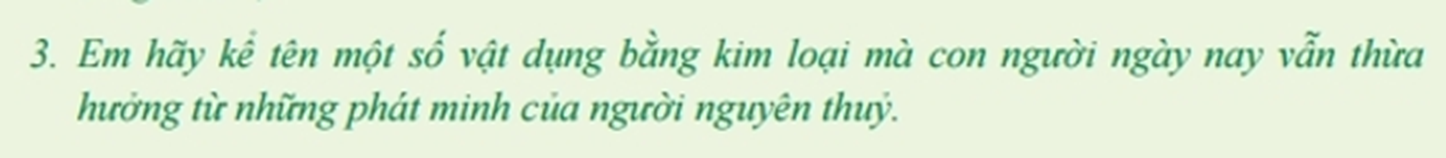 3. Em hãy kể tên một số vật dụng bằng kim loại mà con người ngày nay vẫn thừa
hưởng từ những phát minh của người nguyên thuỷ.